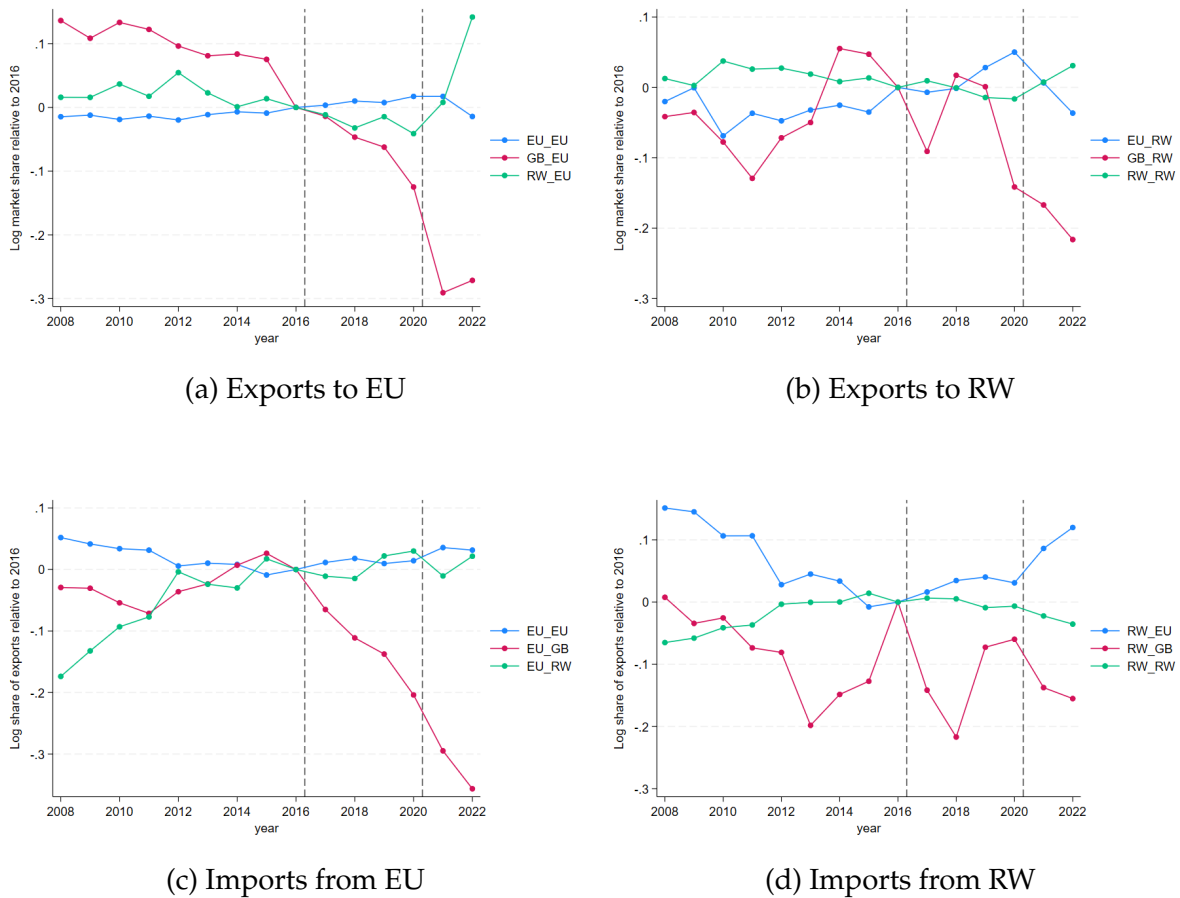 Log market share relative to 2016
.1
0
-.1
-.2
-.3
2008 2010 2012 2014 2016 2018 2020 2022
year
EU_EU
GB_EU
RW_EU
(a) Exports to EU
Log market share relative to 2016
.1
0
-.1
-.2
-.3
2008 2010 2012 2014 2016 2018 2020 2022
year
EU_RW
GB_RW
RW_RW
(b) Exports to RW
Log share of exports relative to 2016
.1
0
-.1
-.2
-.3
2008 2010 2012 2014 2016 2018 2020 2022
year
EU_EU
EU_GB
EU_RW
(c) Imports from EU
Log share of exports relative to 2016
.1
0
-.1
-.2
-.3
2008 2010 2012 2014 2016 2018 2020 2022
year
RW_EU
RW_GB
RW_RW
(d) Imports from RW